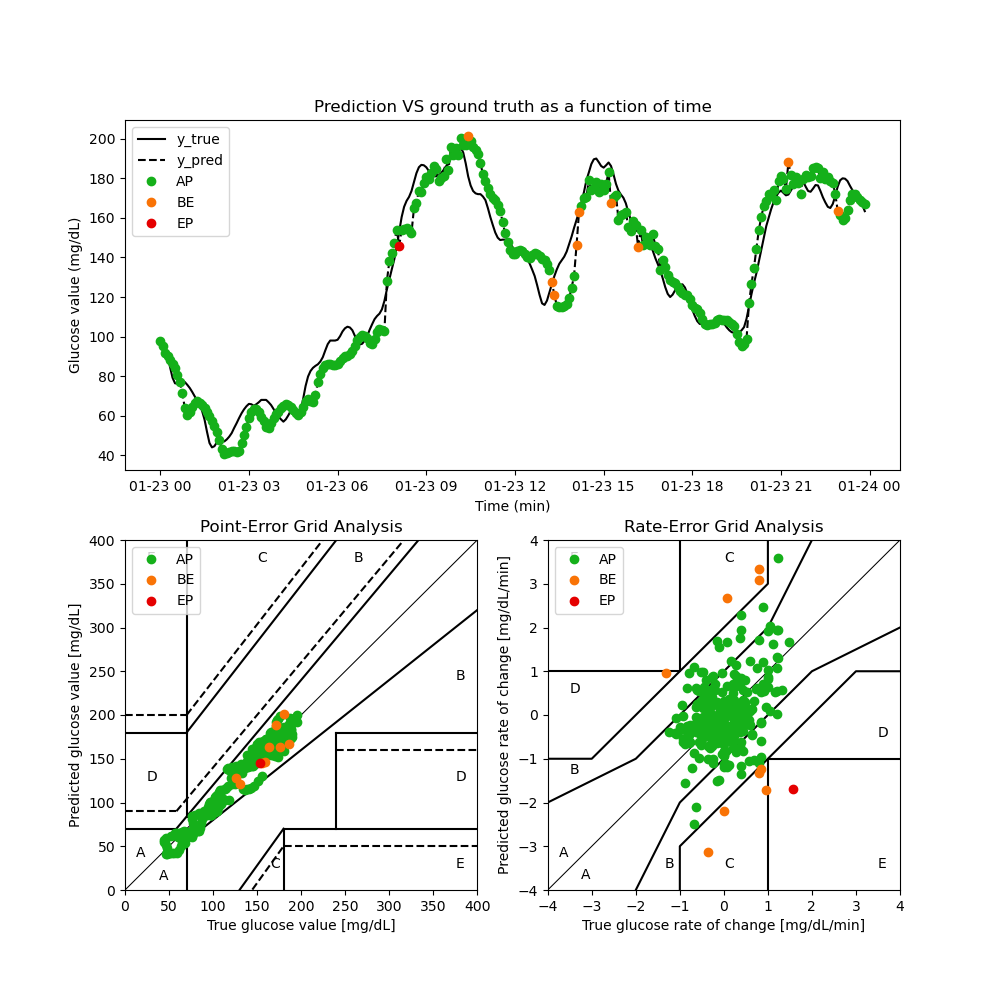 Prediction VS ground truth as a function of time
Glucose value (mg/dL)
200
180
160
140
120
100
80
60
40
y_true
y_pred
AP
BE
EP
01-23 00 01-23 03 01-23 06 01-23 09 01-23 12 01-23 15 01-23 18 01-23 21 01-24 00
Time (min)
Point-Error Grid Analysis
Predicted glucose value [mg/dL]
400
350
300
250
200
150
100
50
0
AP
BE
EP
C
B
B
D
D
A
A
C
E
0 50 100 150 200 250 300 350 400
True glucose value [mg/dL]
Rate-Error Grid Analysis
Predicted glucose rate of change [mg/dL/min]
4
3
2
1
0
−1
−2
−3
−4
AP
BE
EP
C
D
D
B
A
A
B
C
E
−4 −3 −2 −1 0 1 2 3 4
True glucose rate of change [mg/dL/min]